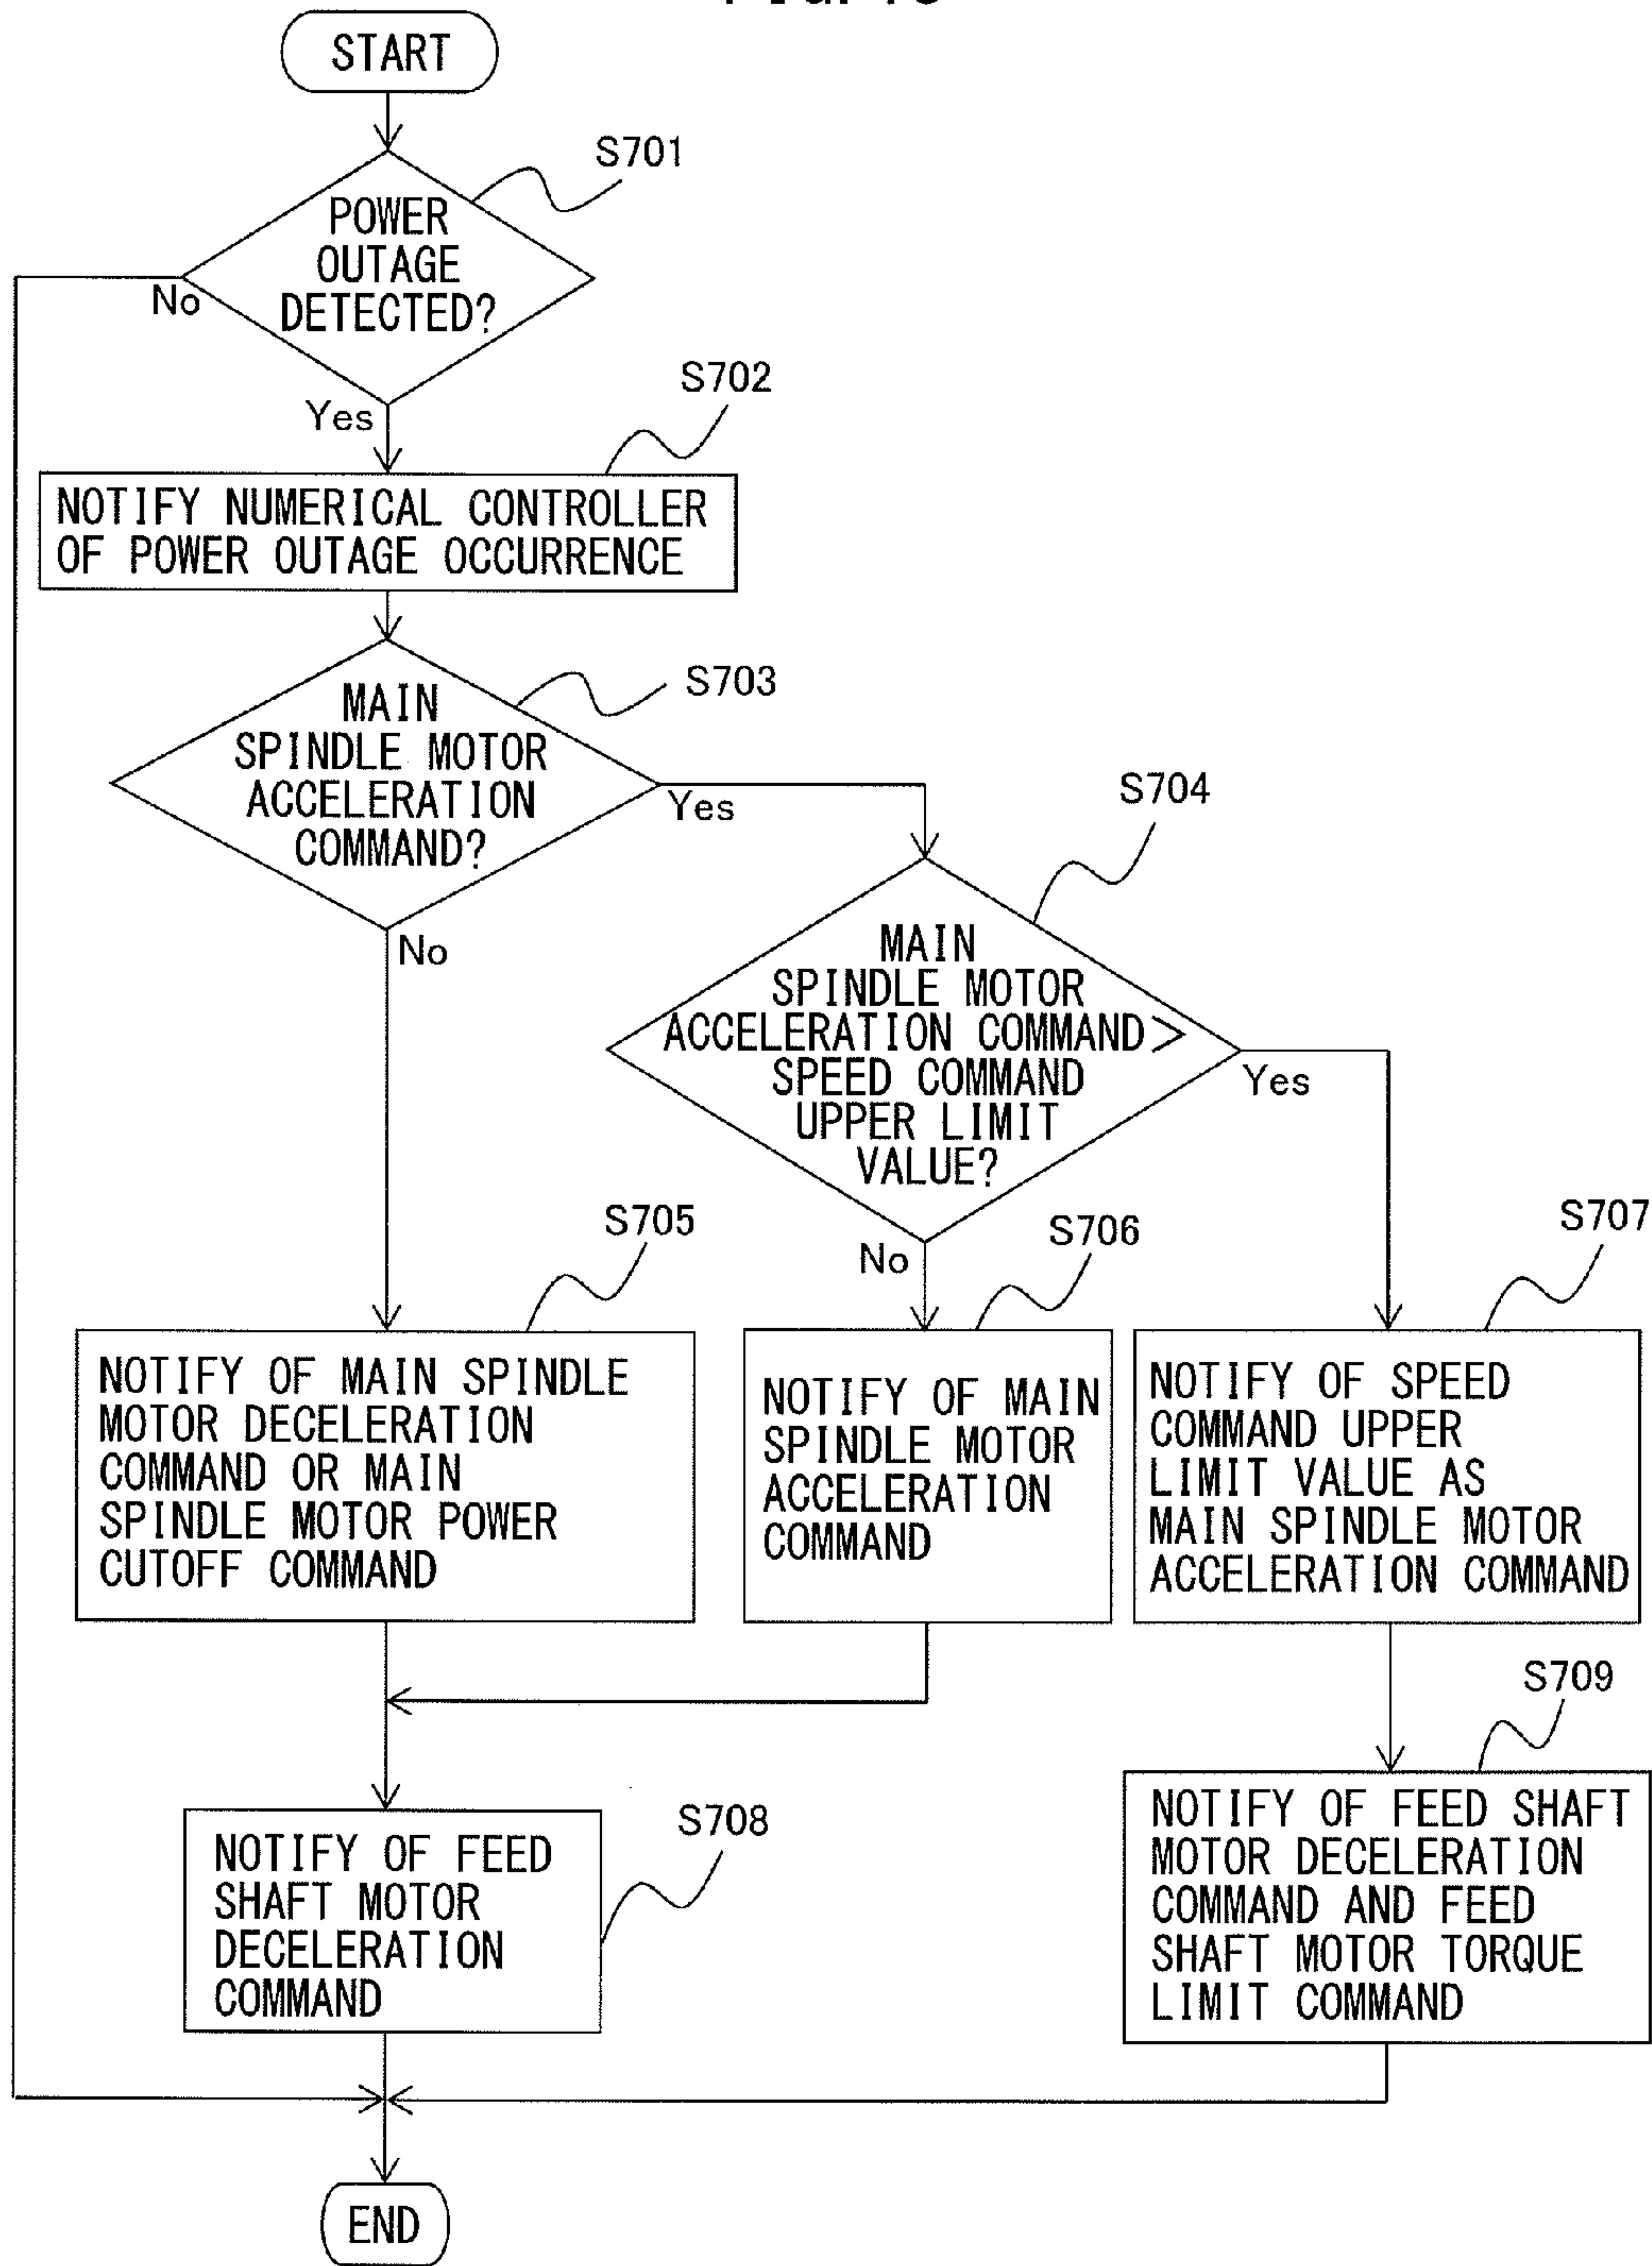 START
S701
POWER
OUTAGE
DETECTED?
No
Yes
S702
NOTIFY NUMERICAL CONTROLLER
OF POWER OUTAGE OCCURRENCE
S703
MAIN
SPINDLE MOTOR
ACCELERATION
COMMAND?
Yes
No
S704
MAIN
SPINDLE MOTOR
ACCELERATION COMMAND >
SPEED COMMAND
UPPER LIMIT
VALUE?
Yes
No
S705
NOTIFY OF MAIN SPINDLE
MOTOR DECELERATION
COMMAND OR MAIN
SPINDLE MOTOR POWER
CUTOFF COMMAND
S706
NOTIFY OF MAIN
SPINDLE MOTOR
ACCELERATION
COMMAND
S707
NOTIFY OF SPEED
COMMAND UPPER
LIMIT VALUE AS
MAIN SPINDLE MOTOR
ACCELERATION COMMAND
S708
NOTIFY OF FEED
SHAFT MOTOR
DECELERATION
COMMAND
S709
NOTIFY OF FEED SHAFT
MOTOR DECELERATION
COMMAND AND FEED
SHAFT MOTOR TORQUE
LIMIT COMMAND
END